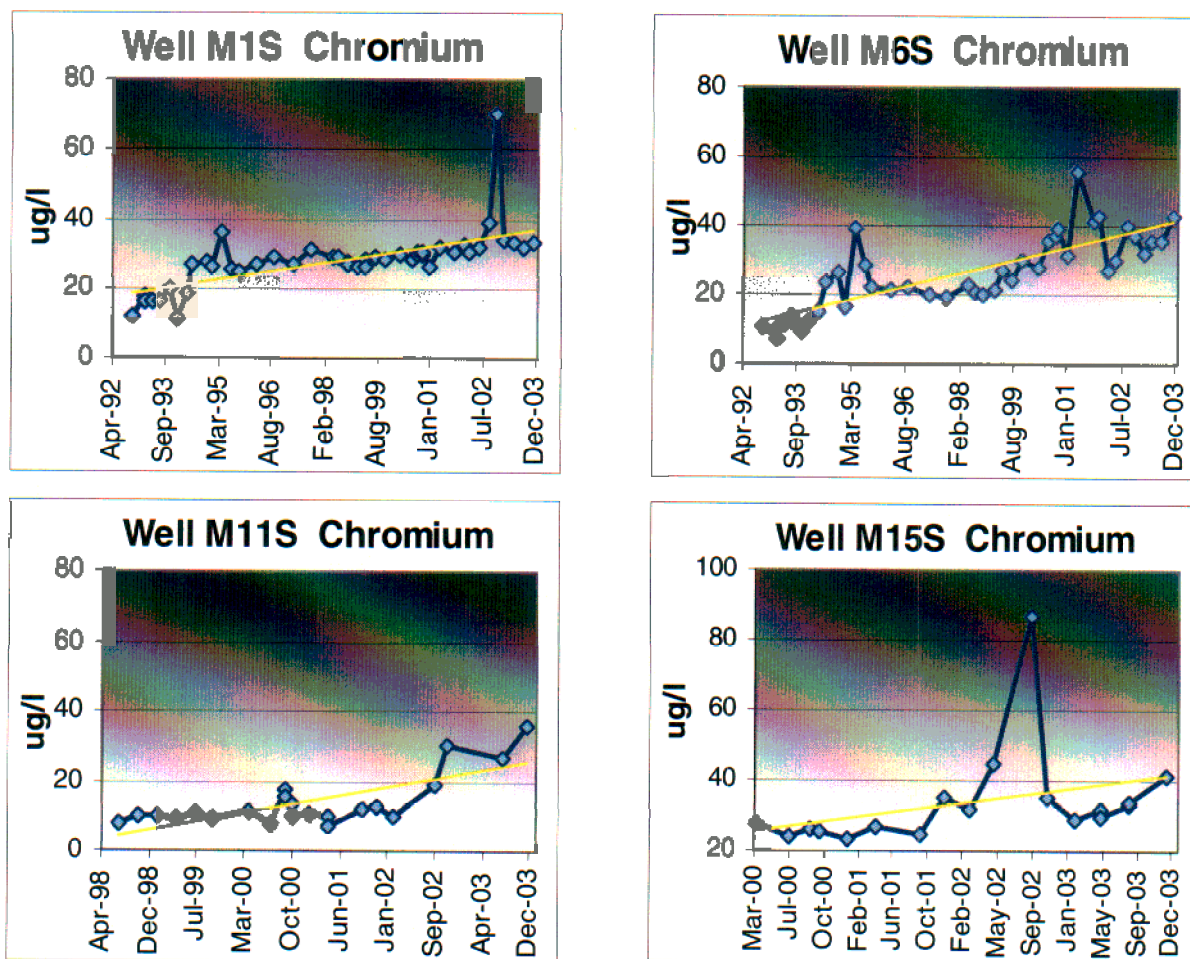 Well M1S Chromium
80
60
40
20
0
ug/l
Apr-92
Sep-93
Mar-95
Aug-96
Feb-98
Aug-99
Jan-01
Jul-02
Dec-03
Well M6S Chromium
80
60
40
20
0
ug/l
Apr-92
Sep-93
Mar-95
Aug-96
Feb-98
Aug-99
Jan-01
Jul-02
Dec-03
Well M11S Chromium
80
60
40
20
0
ug/l
Apr-98
Dec-98
Jul-99
Mar-00
Oct-00
Jun-01
Jan-02
Sep-02
Apr-03
Dec-03
Well M15S Chromium
100
80
60
40
20
ug/l
Mar-00
Jul-00
Oct-00
Feb-01
Jun-01
Oct-01
Feb-02
May-02
Sep-02
Jan-03
May-03
Sep-03
Dec-03